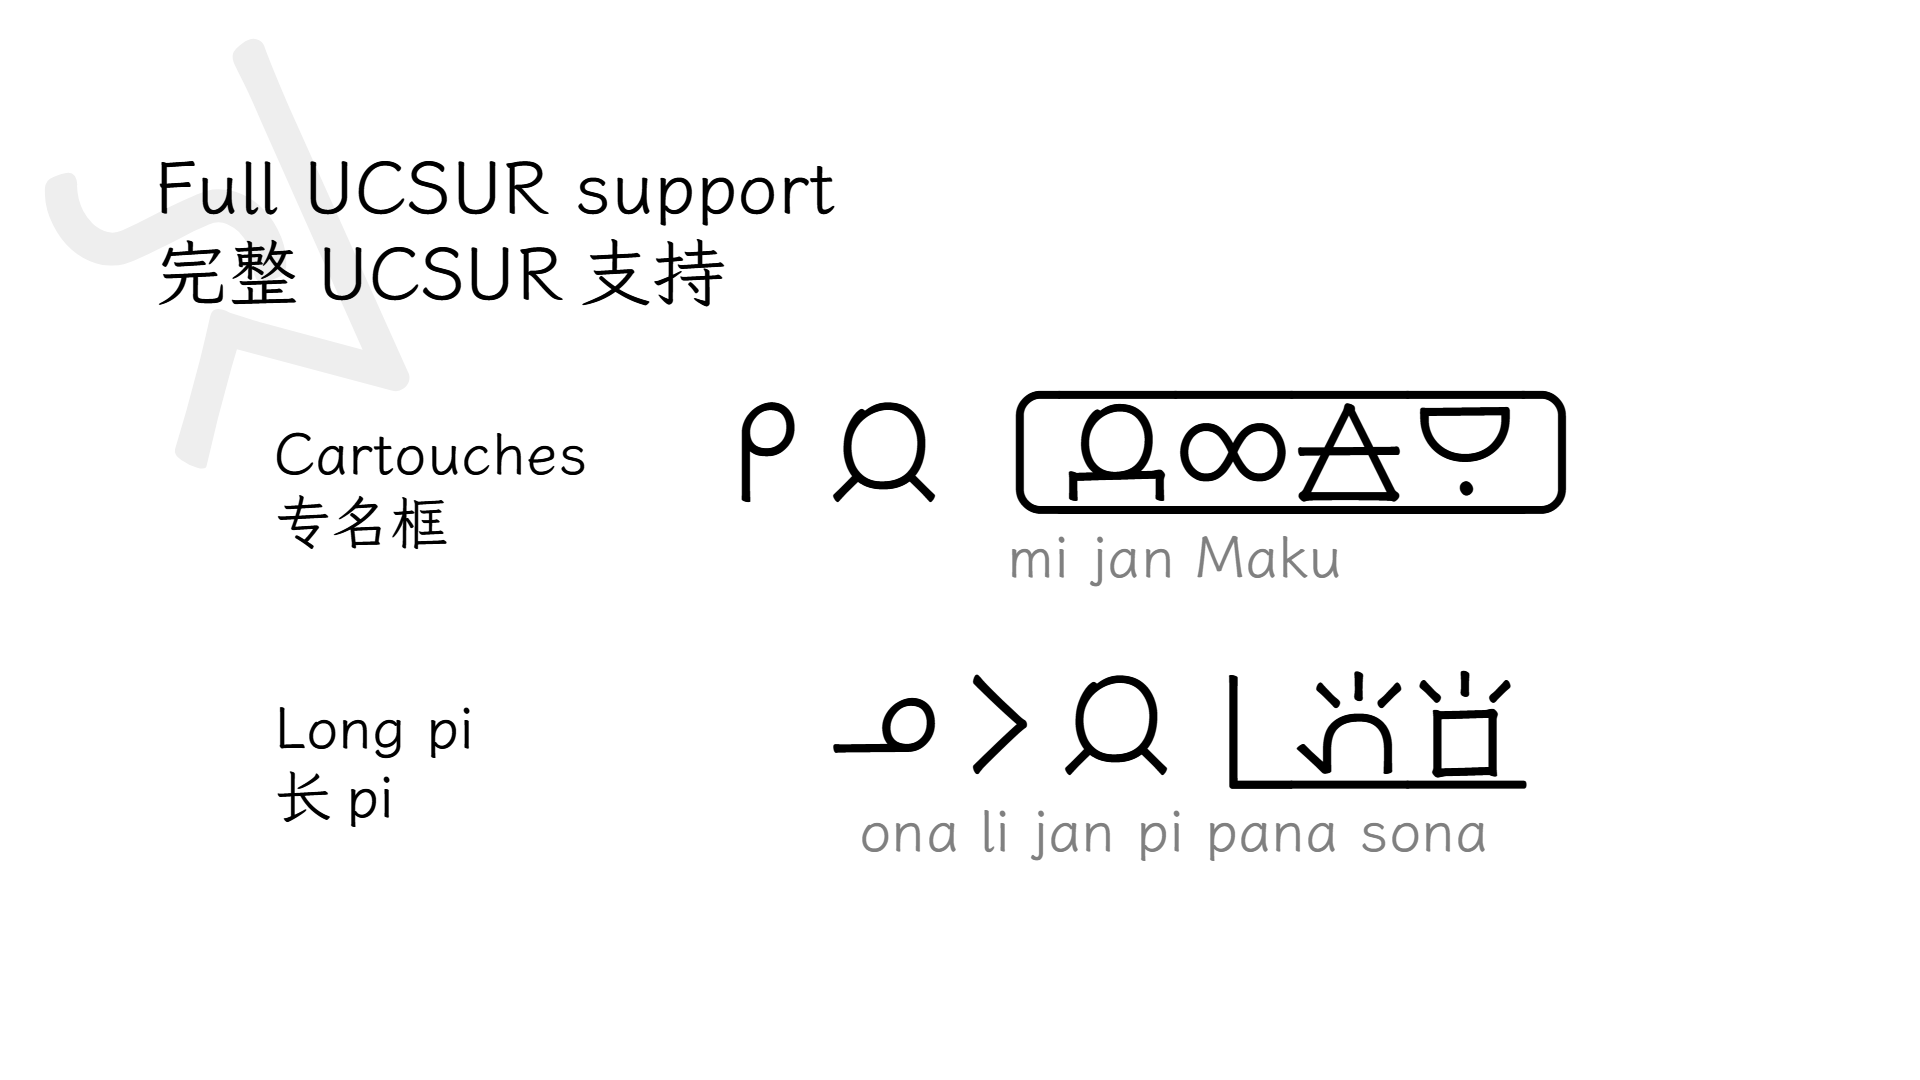 Full UCSUR support
完整 UCSUR 支持
Cartouches
专名框
mi jan Maku
Long pi
长 pi
ona li jan pi pana sona